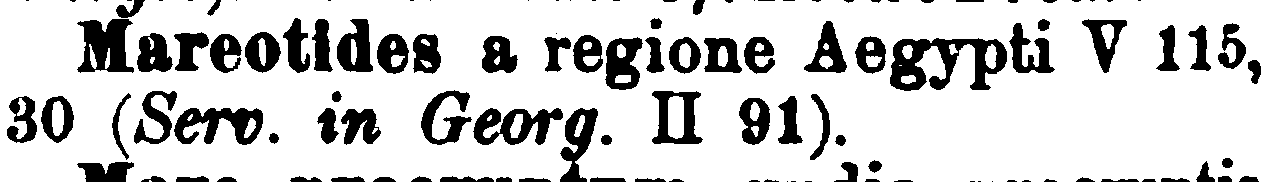 Mareotides a regione Aegypti V 115,
30 (Serv. in Georg. II 91).